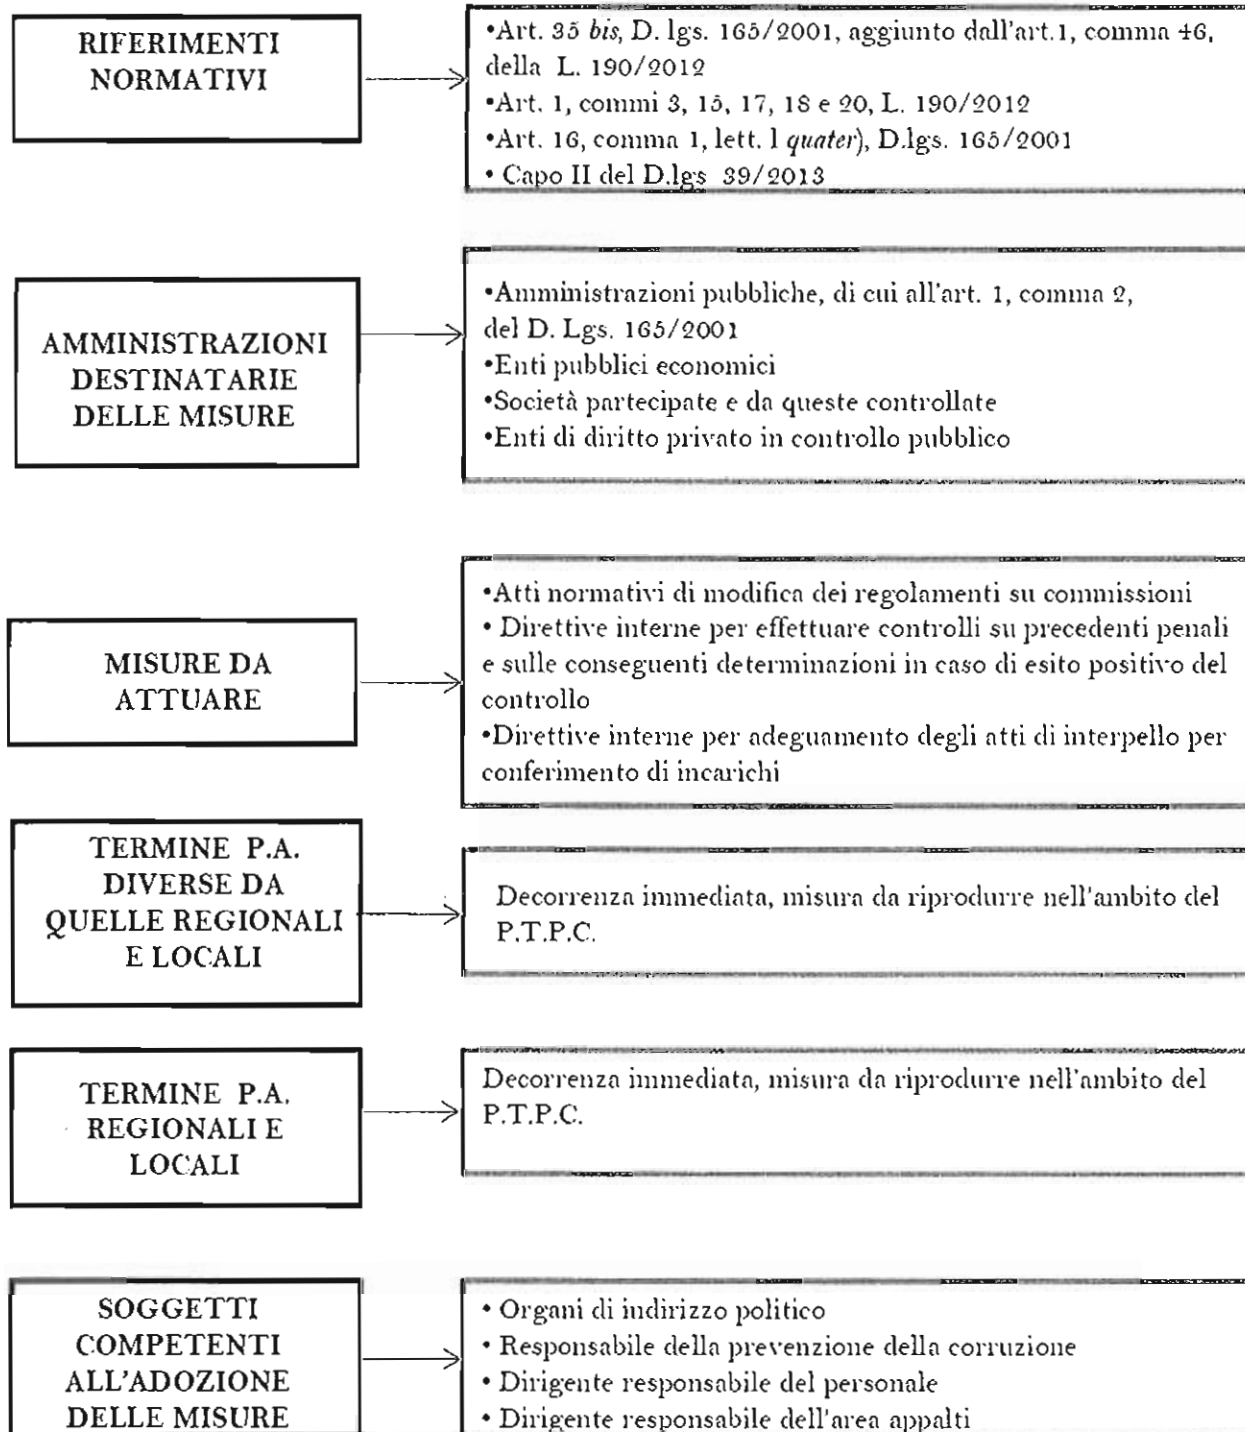 RIFERIMENTI
NORMATIVI
•Art. 35 bis, D. lgs. 165/2001, aggiunto dall'art.1, comma 46,
della L. 190/2012
•Art. 1, commi 3, 15, 17, 18 e 20, L. 190/2012
•Art. 16, comma 1, lett. l quater), D.lgs. 165/2001
• Capo II del D.lgs 39/2013
AMMINISTRAZIONI
DESTINATARIE
DELLE MISURE
•Amministrazioni pubbliche, di cui all'art. 1, comma 2,
del D. Lgs. 165/2001
•Enti pubblici economici
•Società partecipate e da queste controllate
•Enti di diritto privato in controllo pubblico
MISURE DA
ATTUARE
•Atti normativi di modifica dei regolamenti su commissioni
• Direttive interne per effettuare controlli su precedenti penali
e sulle conseguenti determinazioni in caso di esito positivo del
controllo
•Direttive interne per adeguamento degli atti di interpello per
conferimento di incarichi
TERMINE P.A.
DIVERSE DA
QUELLE REGIONALI
E LOCALI
Decorrenza immediata, misura da riprodurre nell'ambito del
P.T.P.C.
TERMINE P.A.
REGIONALI E
LOCALI
Decorrenza immediata, misura da riprodurre nell'ambito del
P.T.P.C.
SOGGETTI
COMPETENTI
ALL'ADOZIONE
DELLE MISURE
• Organi di indirizzo politico
• Responsabile della prevenzione della corruzione
• Dirigente responsabile del personale
• Dirigente responsabile dell'area appalti